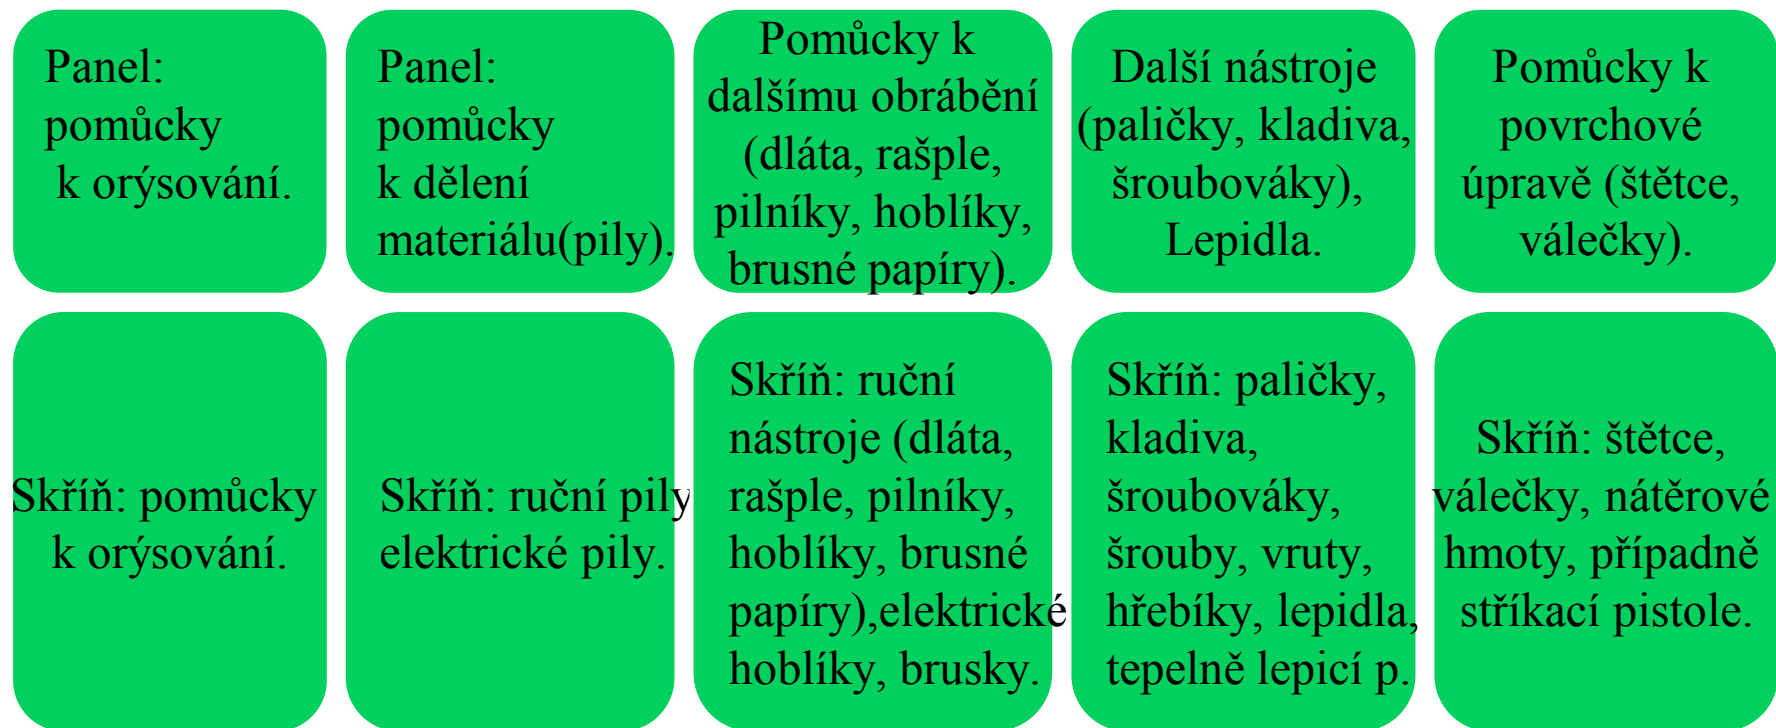 Panel:
pomůcky
k orýsování.
Panel:
pomůcky
k dělení
materiálu(pily).
Pomůcky k
dalšímu obrábění
(dláta, rašple,
pilníky, hoblíky,
brusné papíry).
Další nástroje
(paličky, kladiva,
šroubováky),
Lepidla.
Pomůcky k
povrchové
úpravě (štětce,
válečky).
Skříň: pomůcky
k orýsování.
Skříň: ruční pily
elektrické pily.
Skříň: ruční
nástroje (dláta,
rašple, pilníky,
hoblíky, brusné
papíry),elektrické
hoblíky, brusky.
Skříň: paličky,
kladiva,
šroubováky,
šrouby, vruty,
hřebíky, lepidla,
tepelně lepicí p.
Skříň: štětce,
válečky, nátěrové
hmoty, případně
stříkací pistole.